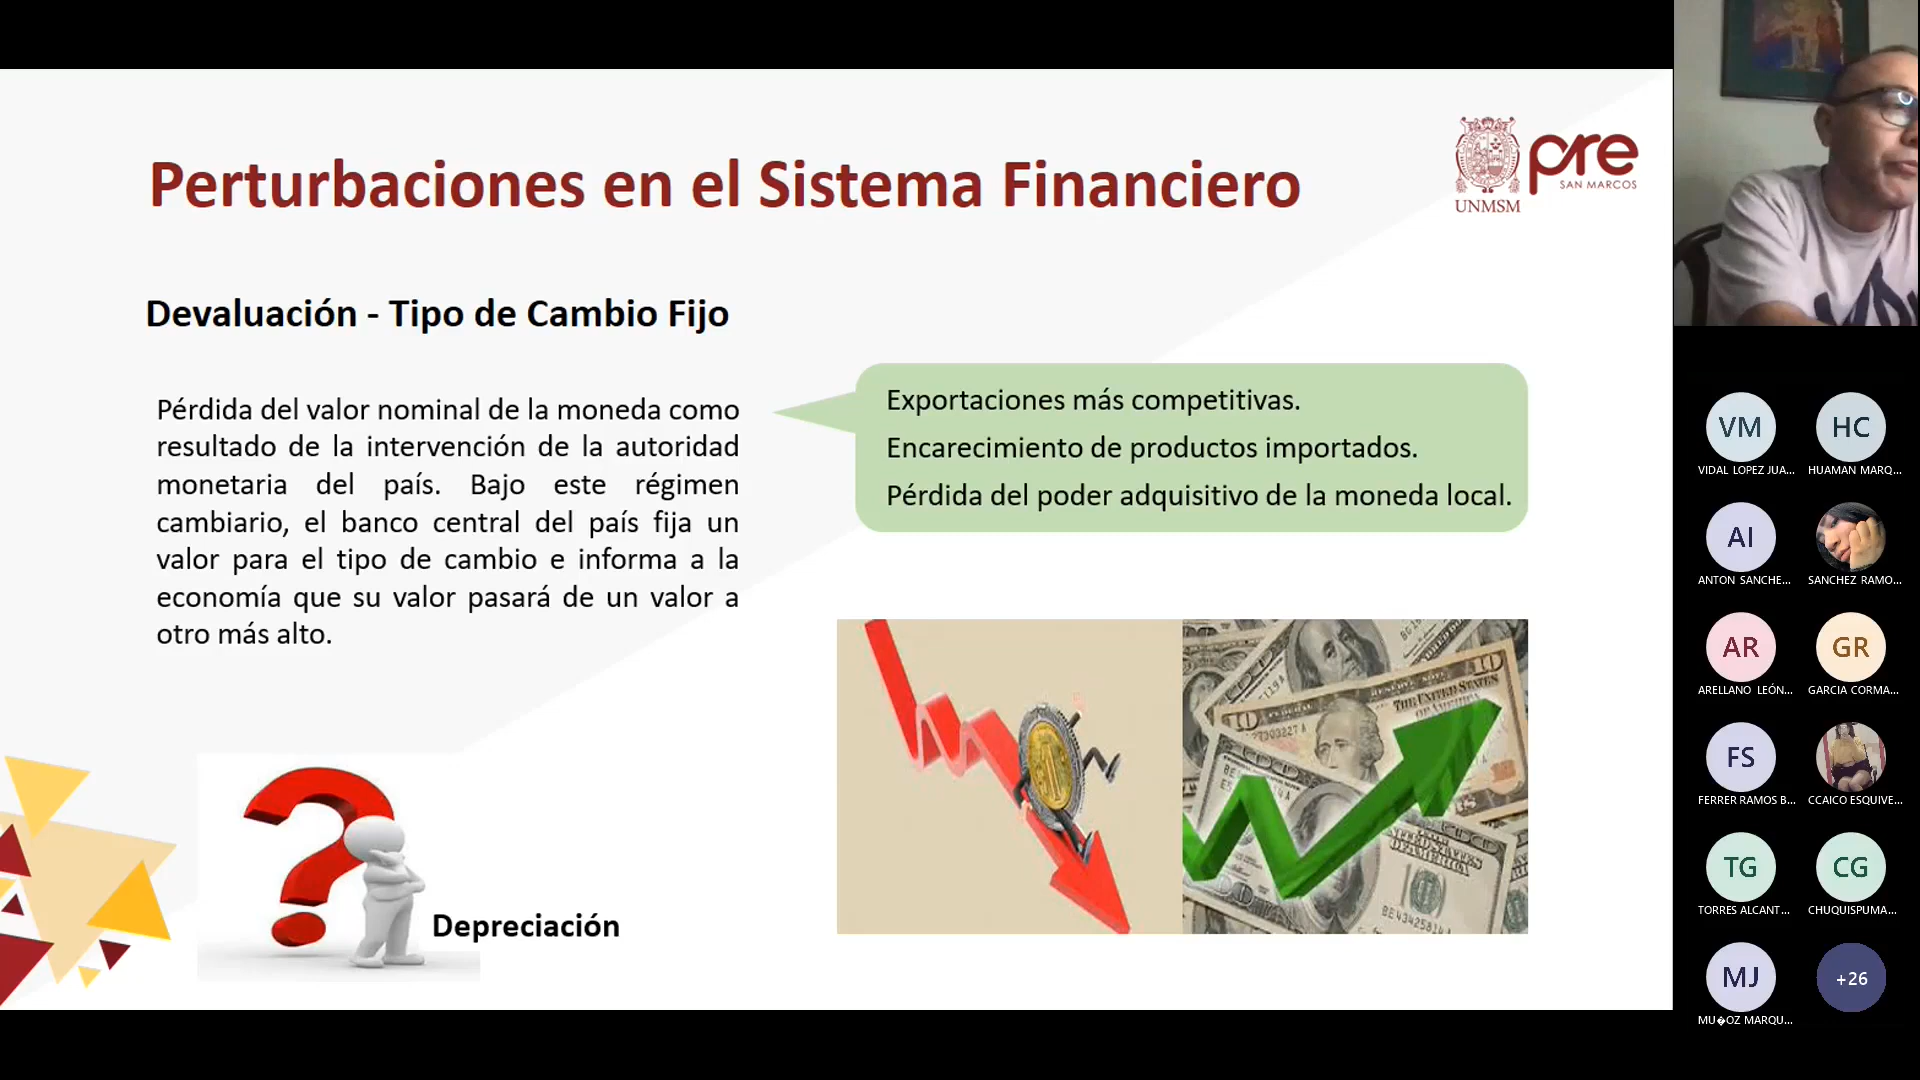 Perturbaciones en el Sistema Financiero
UNMSM
pre
SAN MARCOS
Devaluación - Tipo de Cambio Fijo
Pérdida del valor nominal de la moneda como
resultado de la intervención de la autoridad
monetaria del país. Bajo este régimen
cambiario, el banco central del país fija un
valor para el tipo de cambio e informa a la
economía que su valor pasará de un valor a
otro más alto.
Exportaciones más competitivas.
Encarecimiento de productos importados.
Pérdida del poder adquisitivo de la moneda local.
Depreciación
VM
VIDAL LOPEZ JUA...
HC
HUAMAN MARQ...
AI
ANTON SANCHE...
SANCHEZ RAMO...
AR
ARELLANO LEÓN...
GR
GARCIA CORMA...
FS
FERRER RAMOS B...
CCAICO ESQUIVE...
TG
TORRES ALCANT...
CG
CHUQUISPUMA...
MJ
MU�OZ MARQU...
+26